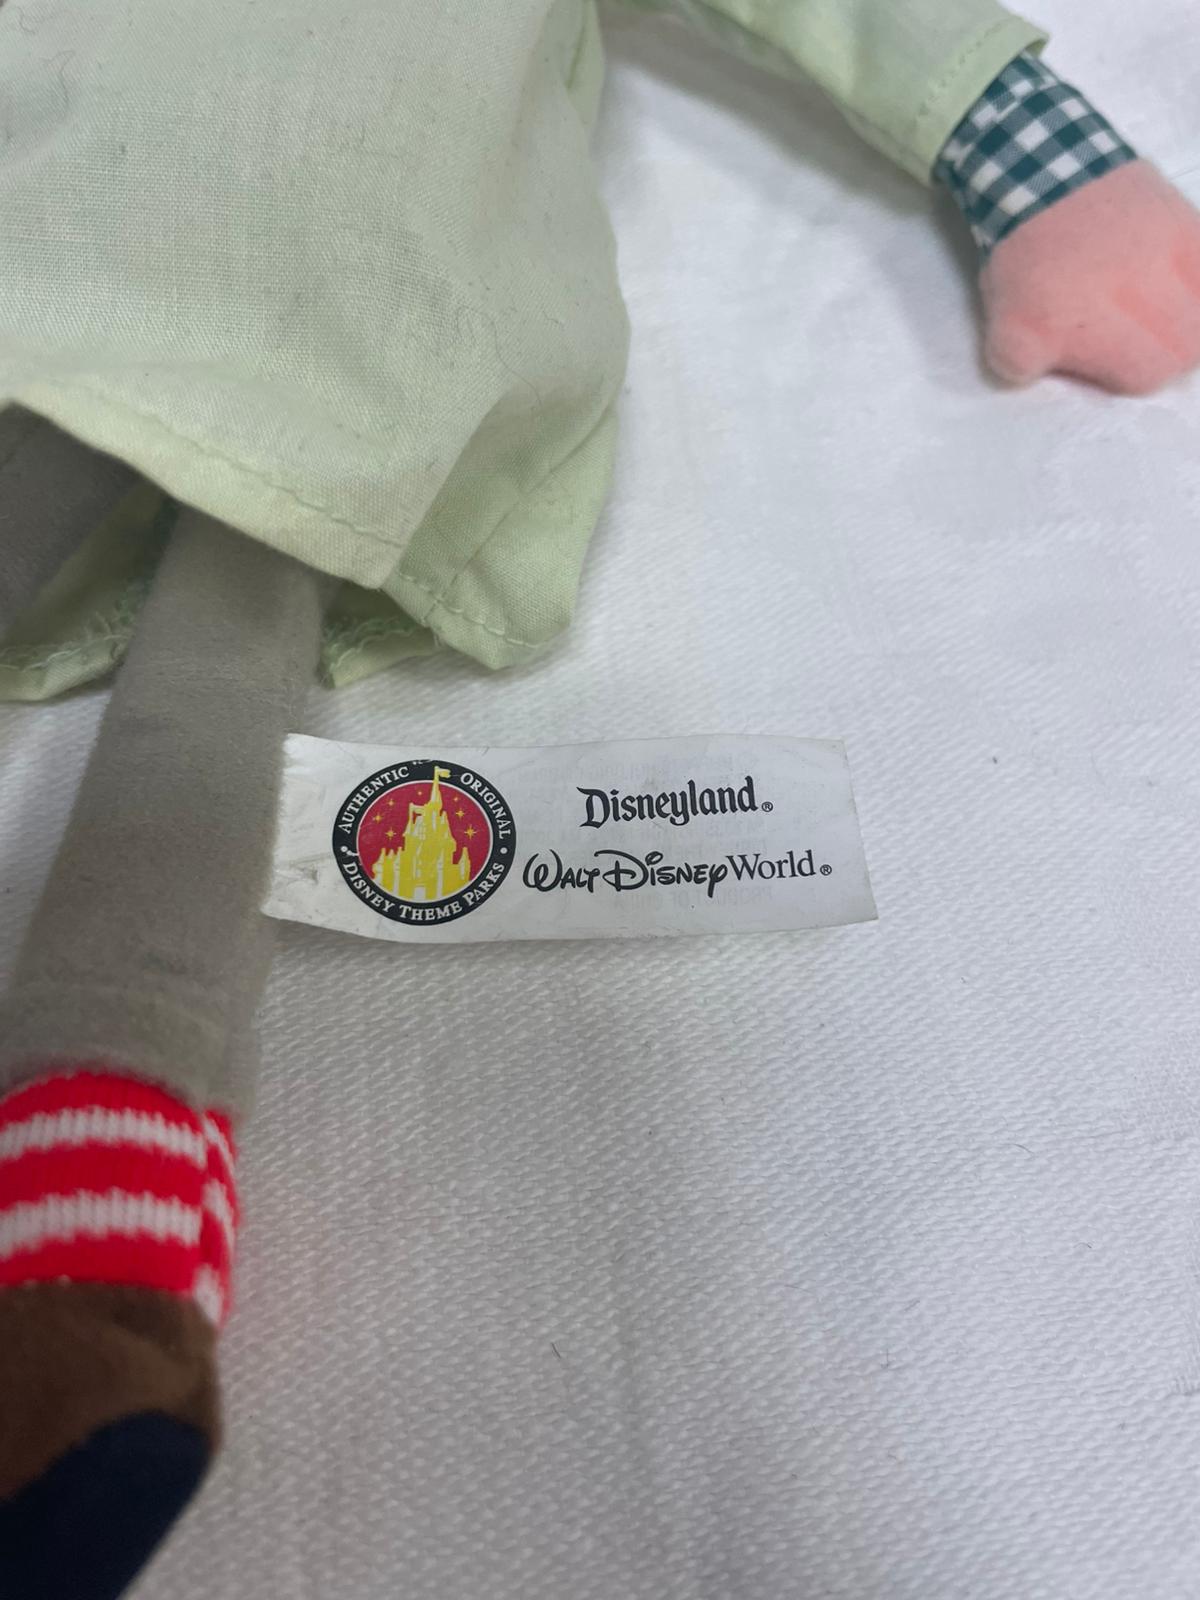 AUTHENTIC ORIGINAL
DISNEY THEME PARKS
Disneyland®
WALT DISNEY World®